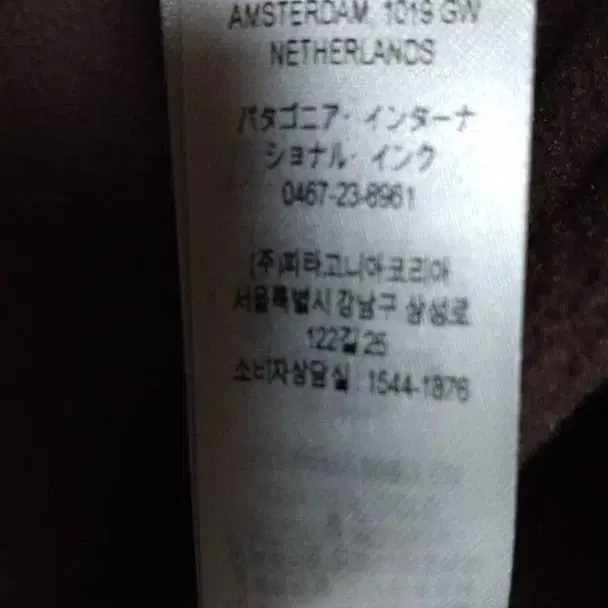 AMSTERDAM, 1019 GW
NETHERLANDS
パタゴニア・インターナ
ショナル・インク
0467-23-8961
(주)파타고니아코리아
서울특별시 강남구 삼성로
122길 25
소비자상담실 : 1544-1876